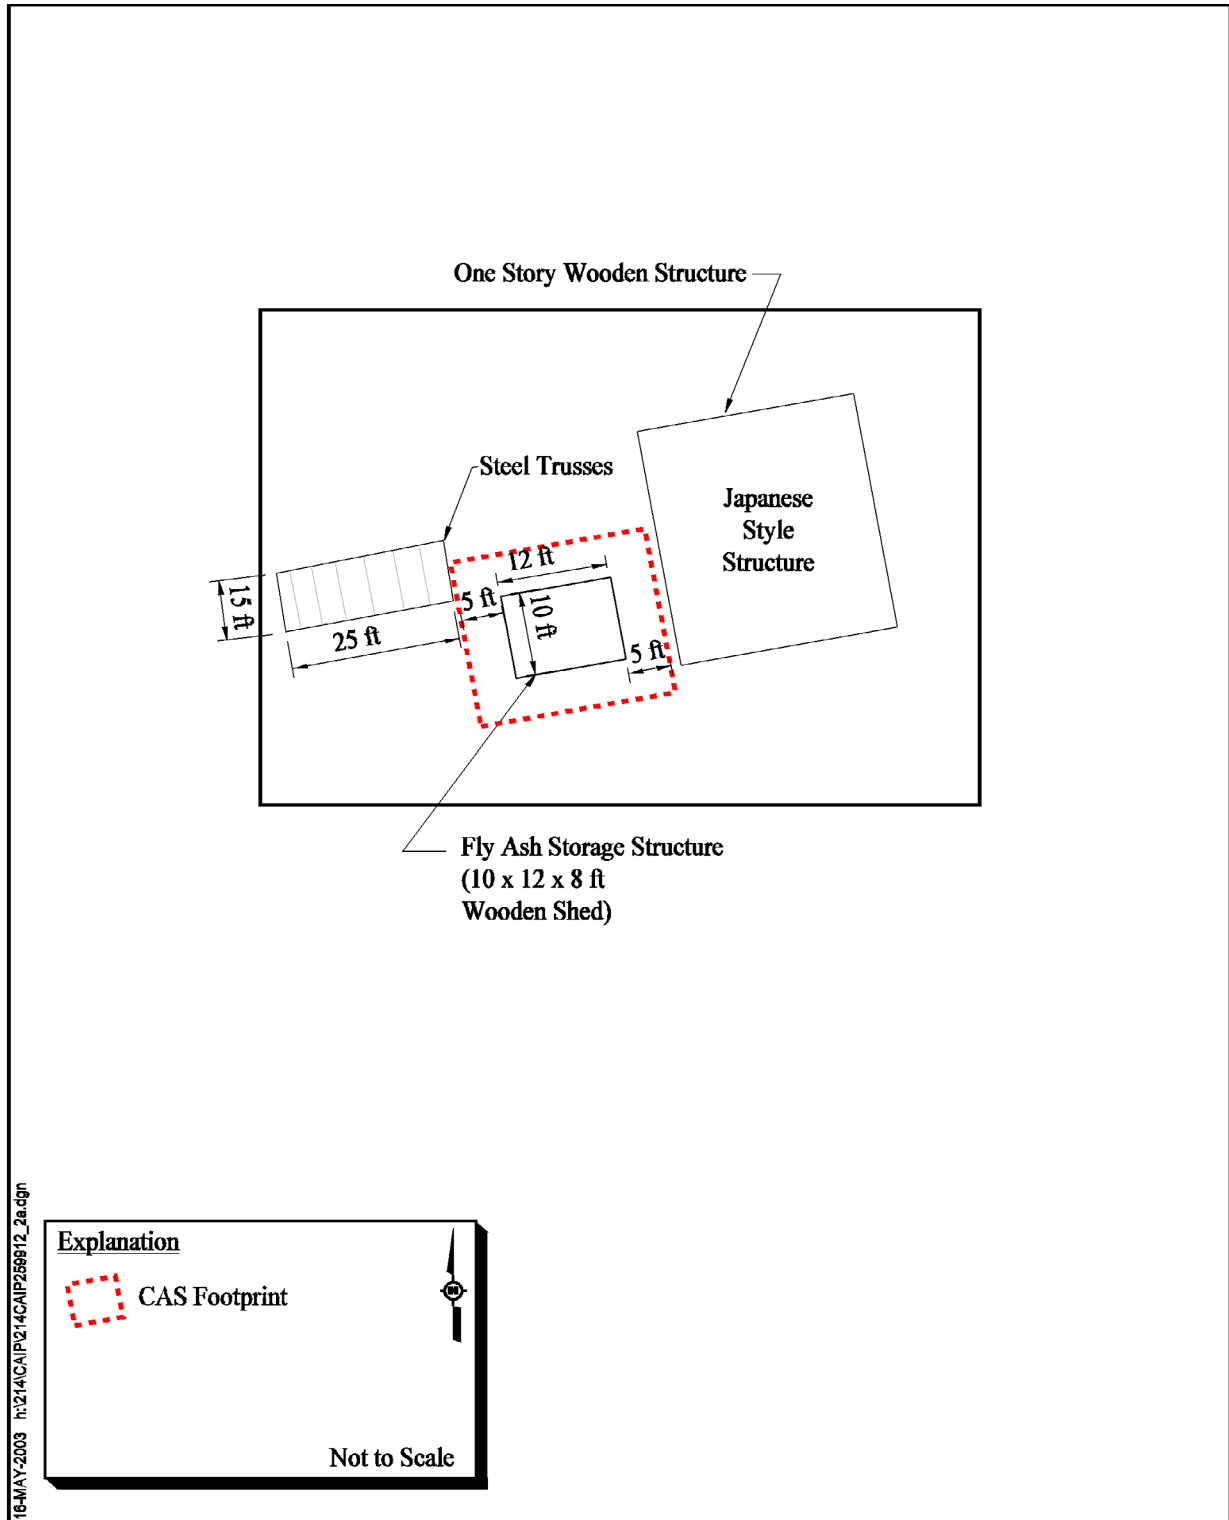 One Story Wooden Structure
Steel Trusses
Japanese
Style
Structure
12 ft
10 ft
5 ft
5 ft
15 ft
25 ft
Fly Ash Storage Structure
(10 x 12 x 8 ft
Wooden Shed)
Explanation
CAS Footprint
N
Not to Scale
16-MAY-2003 h:\214\CAIP\214CAIP259912_2a.dgn